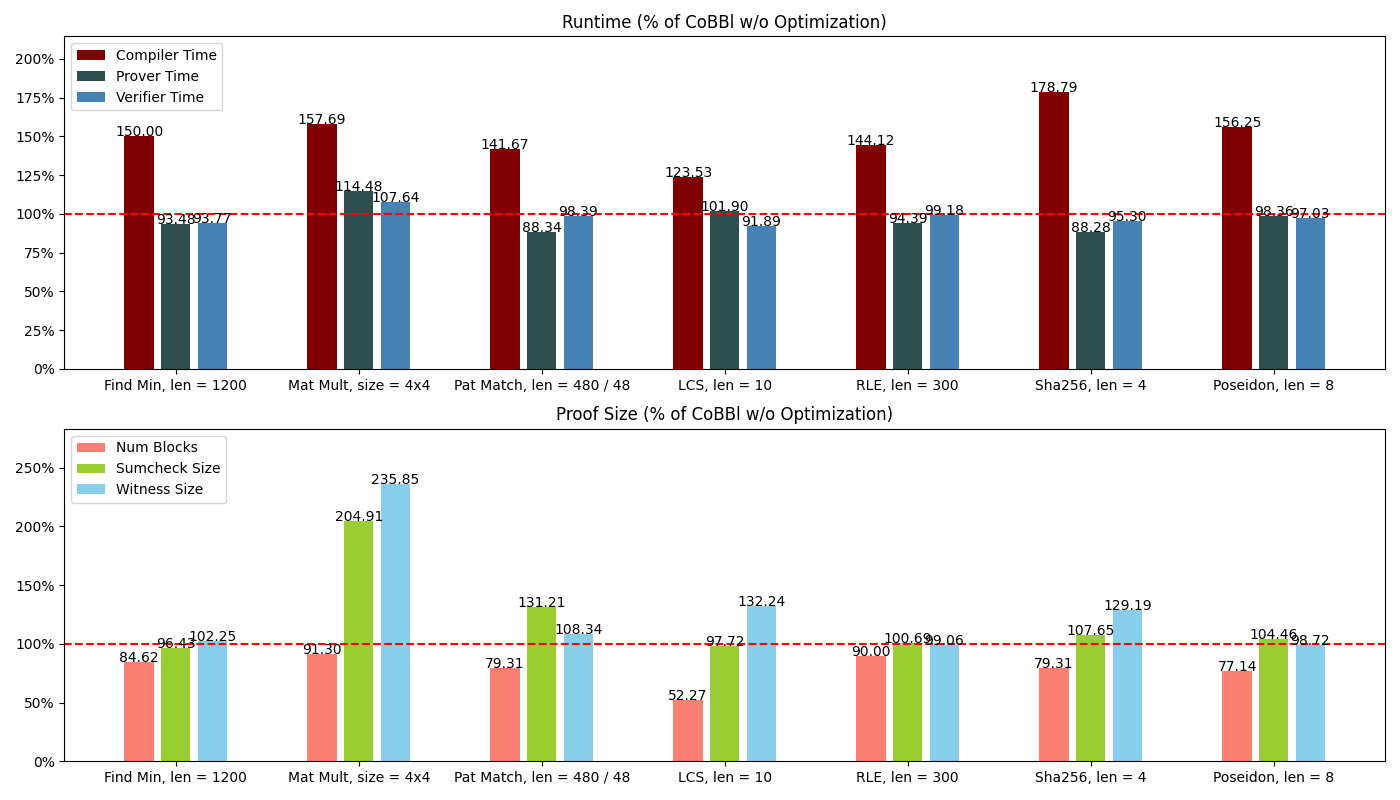 Runtime (% of CoBBl w/o Optimization)
200%
175%
150%
125%
100%
75%
50%
25%
0%
Compiler Time
Prover Time
Verifier Time
150.00 93.48 93.77
157.69 114.48 107.64
141.67 88.34 98.39
123.53 101.90 91.89
144.12 94.39 99.18
178.79 88.28 95.30
156.25 98.36 97.03
Find Min, len = 1200 Mat Mult, size = 4x4 Pat Match, len = 480 / 48 LCS, len = 10 RLE, len = 300 Sha256, len = 4 Poseidon, len = 8
Proof Size (% of CoBBl w/o Optimization)
250%
200%
150%
100%
50%
0%
Num Blocks
Sumcheck Size
Witness Size
84.62 96.43 102.25
91.30 204.91 235.85
79.31 131.21 108.34
52.27 97.72 132.24
90.00 100.69 99.06
79.31 107.65 129.19
77.14 104.46 98.72
Find Min, len = 1200 Mat Mult, size = 4x4 Pat Match, len = 480 / 48 LCS, len = 10 RLE, len = 300 Sha256, len = 4 Poseidon, len = 8